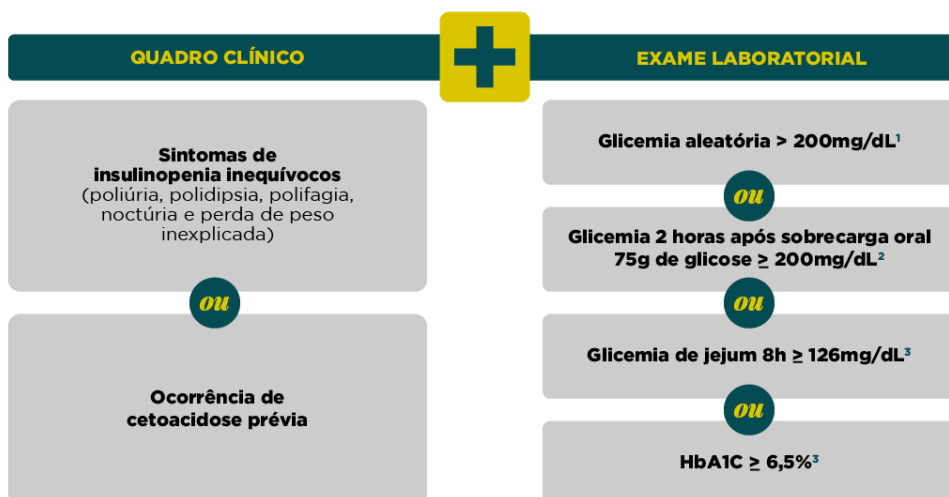 QUADRO CLÍNICO
Sintomas de
insulinopenia inequívocos
(poliúria, polidipsia, polifagia,
noctúria e perda de peso
inexplicada)
ou
Ocorrência de
cetoacidose prévia
+
EXAME LABORATORIAL
Glicemia aleatória > 200mg/dL¹
ou
Glicemia 2 horas após sobrecarga oral
75g de glicose ≥ 200mg/dL²
ou
Glicemia de jejum 8h ≥ 126mg/dL³
ou
HbA1C ≥ 6,5%³